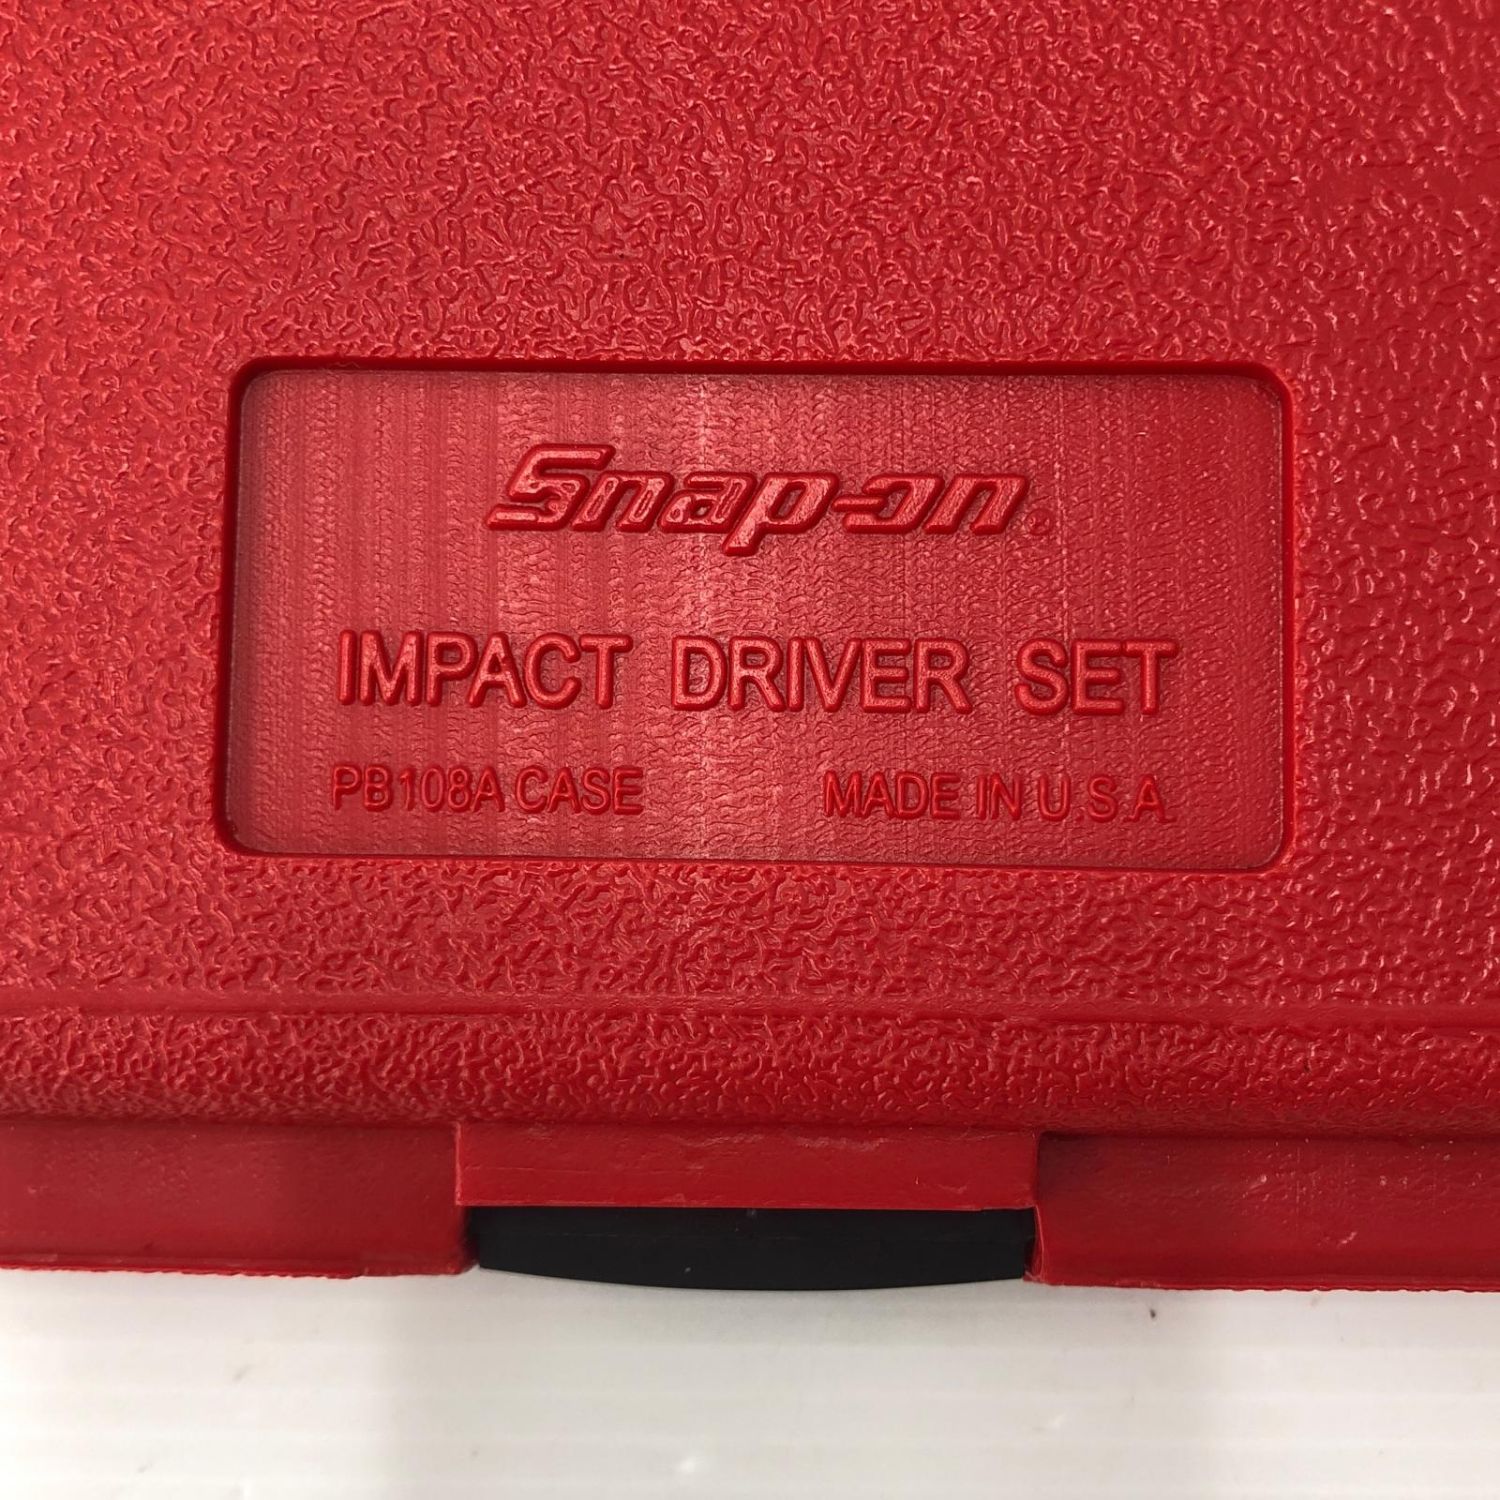 Snap-on®
IMPACT DRIVER SET
PB108A CASE MADE IN U.S.A.